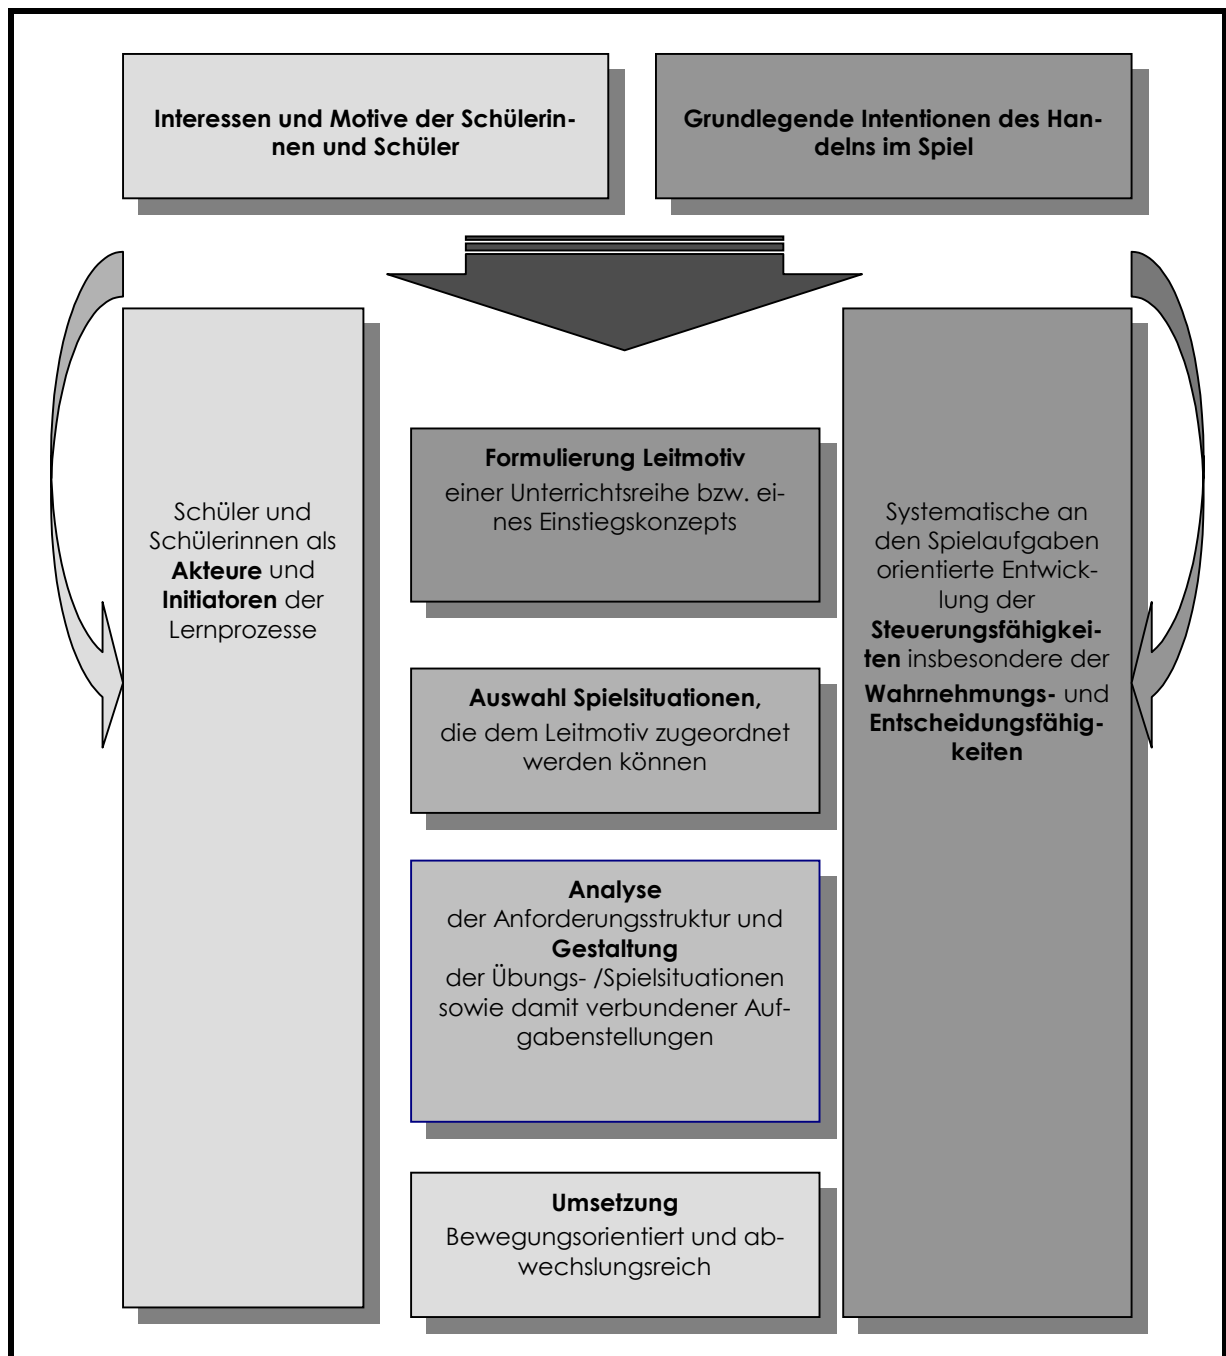 Interessen und Motive der Schülerin-
nen und Schüler
Grundlegende Intentionen des Han-
delns im Spiel
Schüler und
Schülerinnen als
Akteure und
Initiatoren der
Lernprozesse
Formulierung Leitmotiv
einer Unterrichtsreihe bzw. ei-
nes Einstiegskonzepts
Auswahl Spielsituationen,
die dem Leitmotiv zugeordnet
werden können
Analyse
der Anforderungsstruktur und
Gestaltung
der Übungs- /Spielsituationen
sowie damit verbundener Auf-
gabenstellungen
Umsetzung
Bewegungsorientiert und ab-
wechslungsreich
Systematische an
den Spielaufgaben
orientierte Entwick-
lung der
Steuerungsfähigkei-
ten insbesondere der
Wahrnehmungs- und
Entscheidungsfähig-
keiten